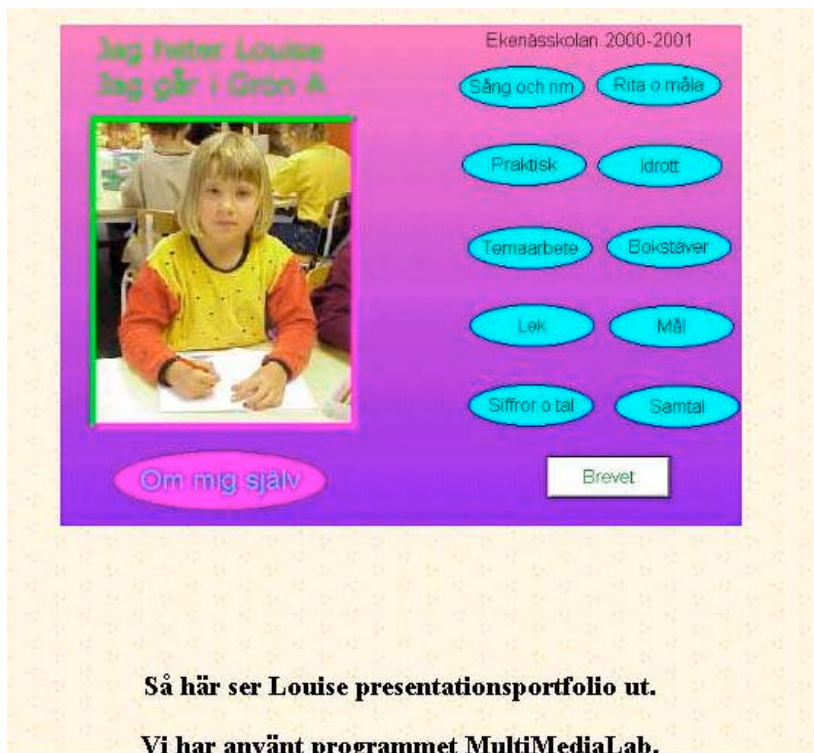 Jag heter Louise
Jag går i Grön A
Ekenässkolan 2000-2001
Sång och rim
Rita o måla
Praktisk
Idrott
Temaarbete
Bokstäver
Lek
Mål
Siffror o tal
Samtal
Om mig själv
Brevet
Så här ser Louise presentationsportfolio ut.
Vi har använt programmet MultiMediaLab.